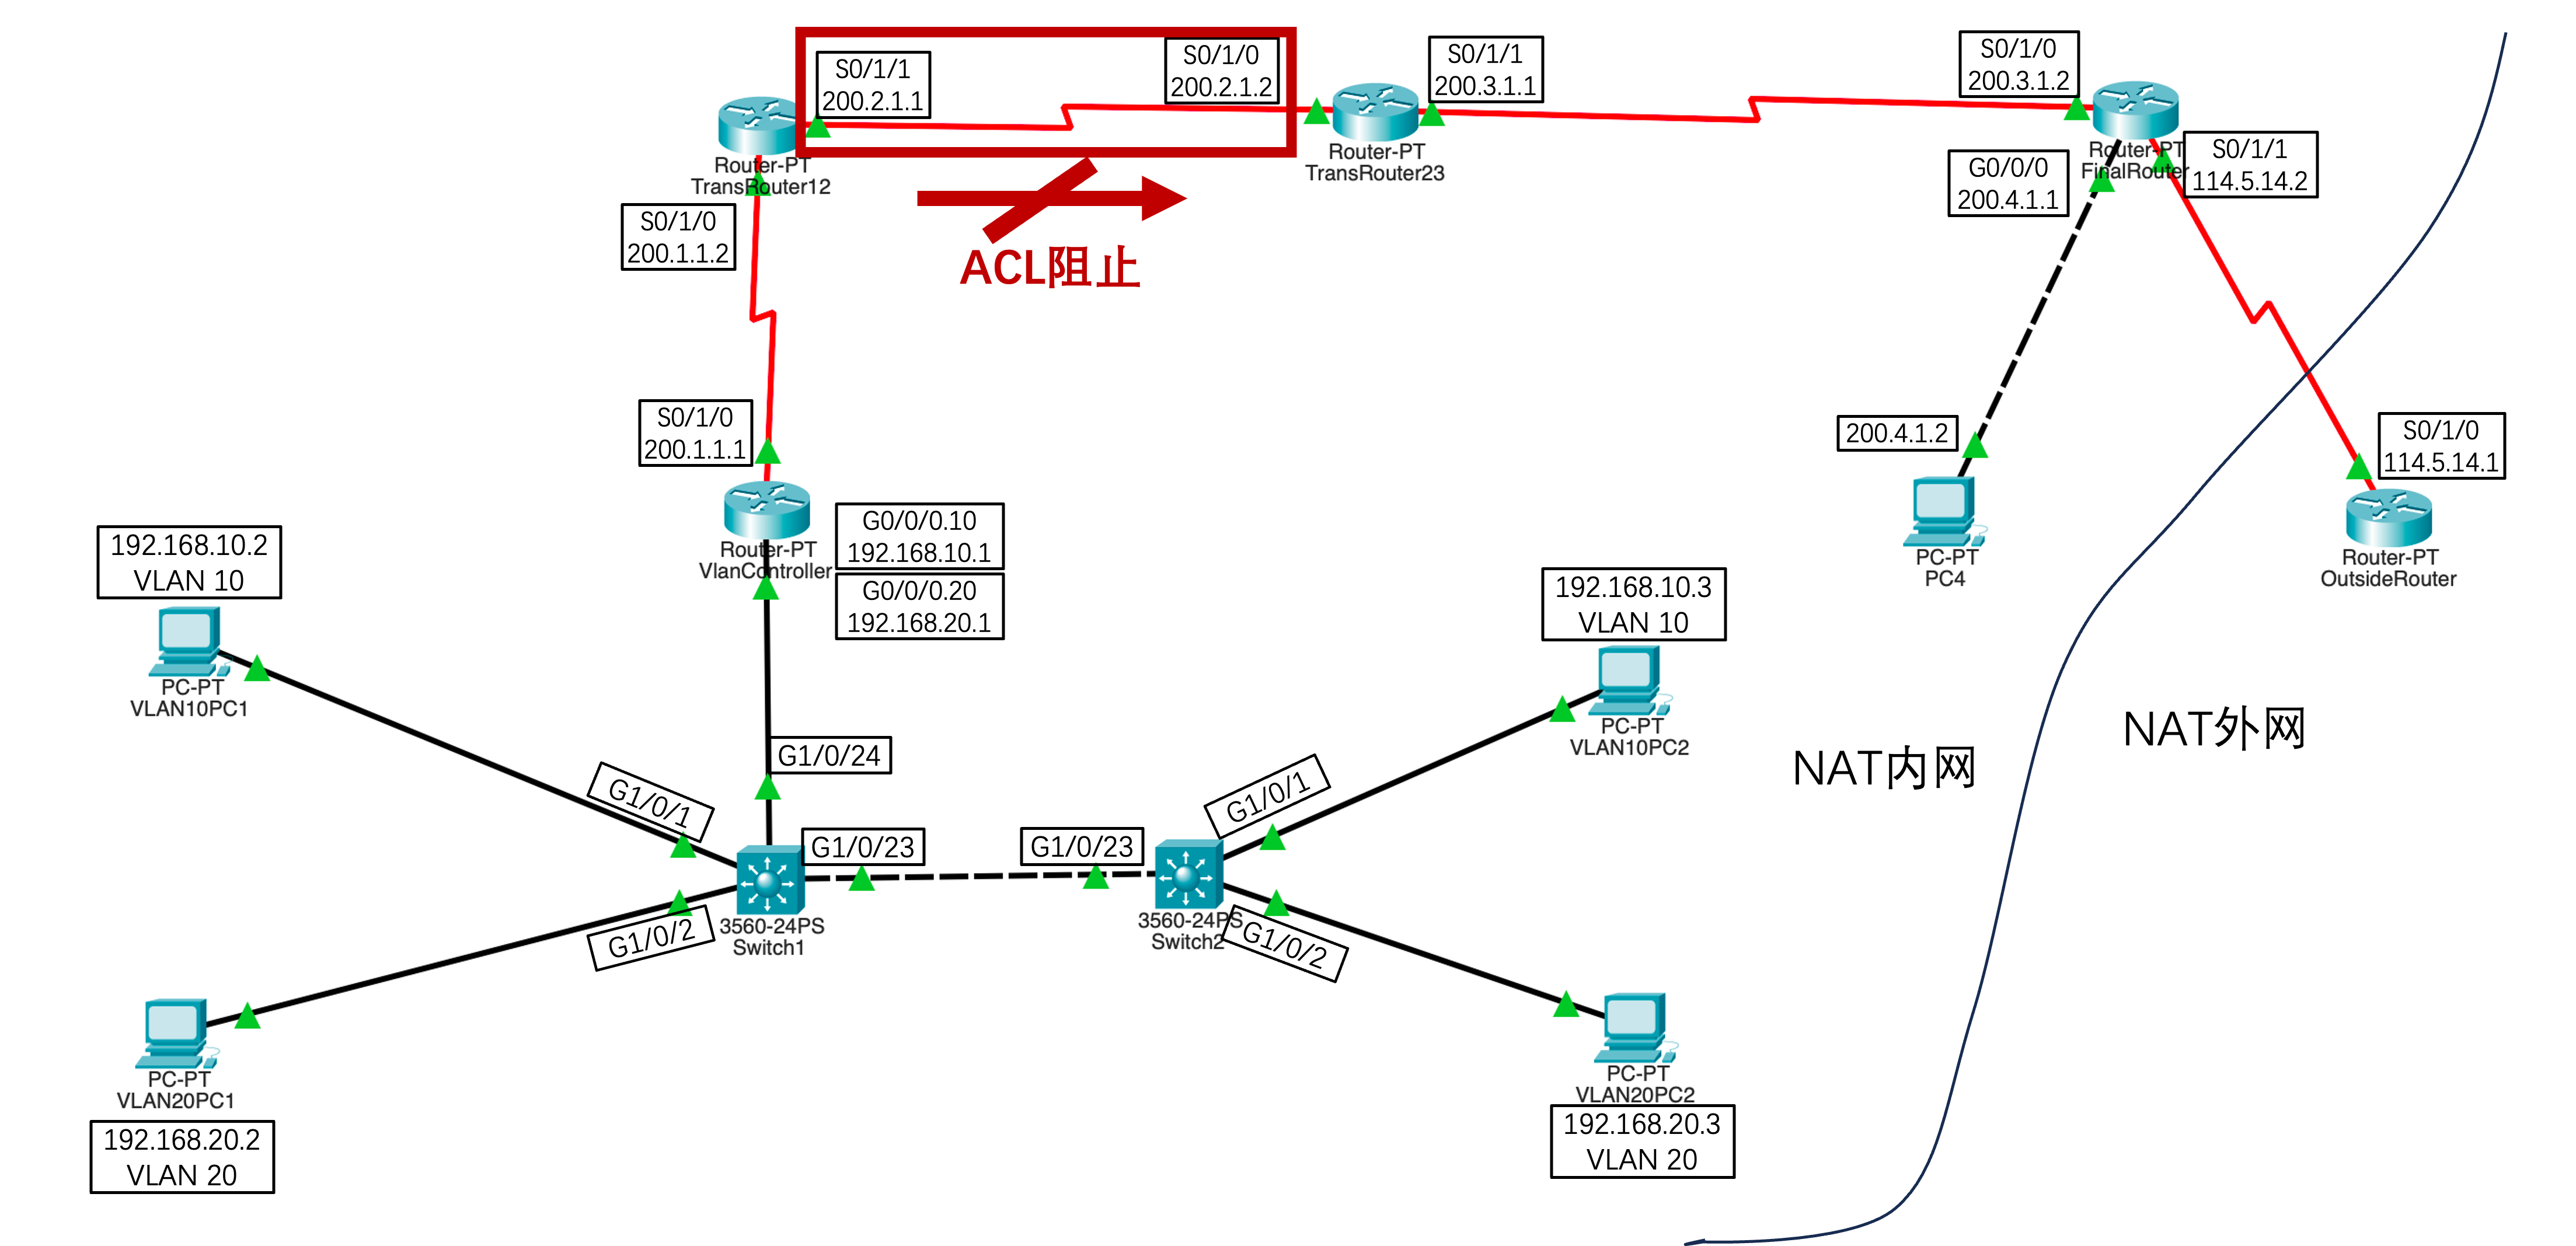 S0/1/1
200.2.1.1
S0/1/0
200.2.1.2
S0/1/1
200.3.1.1
S0/1/0
200.3.1.2
Router-PT
TransRouter12
Router-PT
TransRouter23
Router-PT
FinalRouter
G0/0/0
200.4.1.1
S0/1/1
114.5.14.2
S0/1/0
200.1.1.2
ACL阻止
S0/1/0
200.1.1.1
200.4.1.2
S0/1/0
114.5.14.1
Router-PT
VlanController
G0/0/0.10
192.168.10.1
G0/0/0.20
192.168.20.1
PC-PT
PC4
Router-PT
OutsideRouter
192.168.10.2
VLAN 10
PC-PT
VLAN10PC1
192.168.10.3
VLAN 10
PC-PT
VLAN10PC2
NAT内网
NAT外网
G1/0/24
G1/0/1
G1/0/23
G1/0/23
G1/0/1
G1/0/2
3560-24PS
Switch1
3560-24PS
Switch2
G1/0/2
PC-PT
VLAN20PC1
192.168.20.2
VLAN 20
PC-PT
VLAN20PC2
192.168.20.3
VLAN 20